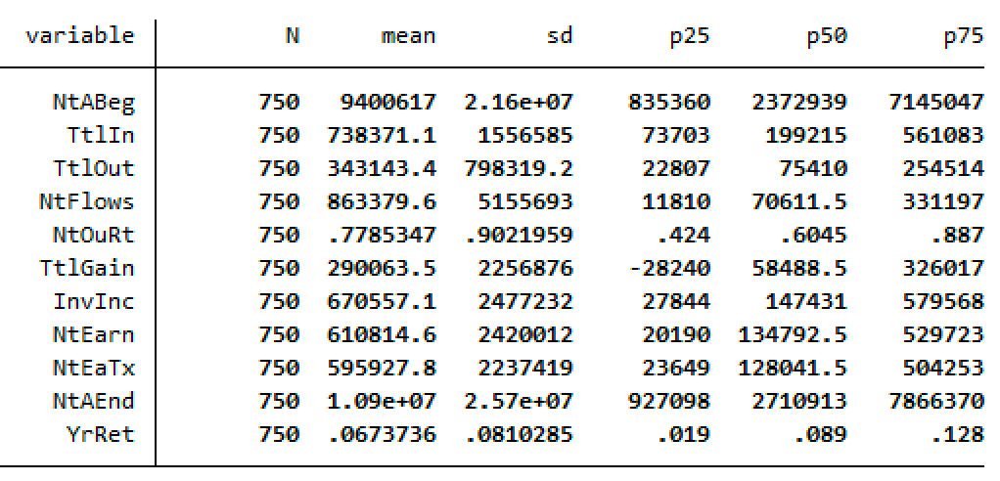 variable N mean sd p25 p50 p75
NtABeg 750 9400617 2.16e+07 835360 2372939 7145047
TtlIn 750 738371.1 1556585 73703 199215 561083
TtlOut 750 343143.4 798319.2 22807 75410 254514
NtFlows 750 863379.6 5155693 11810 70611.5 331197
NtOuRt 750 .7785347 .9021959 .424 .6045 .887
TtlGain 750 290063.5 2256876 -28240 58488.5 326017
InvInc 750 670557.1 2477232 27844 147431 579568
NtEarn 750 610814.6 2420012 20190 134792.5 529723
NtEaTx 750 595927.8 2237419 23649 128041.5 504253
NtAEnd 750 1.09e+07 2.57e+07 927098 2710913 7866370
YrRet 750 .0673736 .0810285 .019 .089 .128